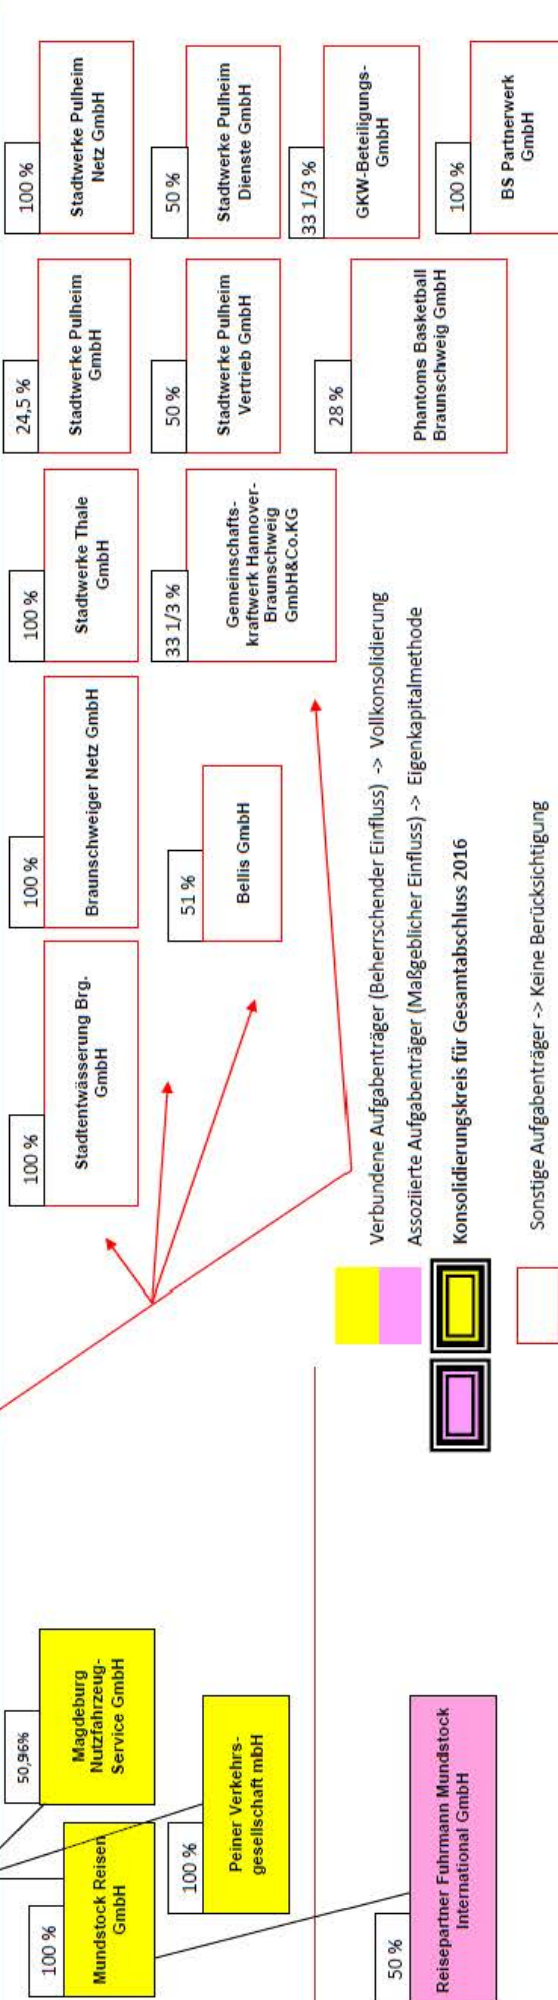 50,96%
Magdeburg
Nutzfahrzeug-
Service GmbH
100 %
Mundstock Reisen
GmbH
100 %
Peiner Verkehrs-
gesellschaft mbH
50 %
Reisepartner Fuhrmann Mundstock
International GmbH
100 %
Stadtentwässerung Brg.
GmbH
100 %
Braunschweiger Netz GmbH
100 %
Stadtwerke Thale
GmbH
24,5 %
Stadtwerke Pulheim
GmbH
100 %
Stadtwerke Pulheim
Netz GmbH
51 %
Bellis GmbH
33 1/3 %
Gemeinschafts-
kraftwerk Hannover-
Braunschweig
GmbH&Co.KG
50 %
Stadtwerke Pulheim
Vertrieb GmbH
50 %
Stadtwerke Pulheim
Dienste GmbH
28 %
Phantoms Basketball
Braunschweig GmbH
33 1/3 %
GKW-Beteiligungs-
GmbH
100 %
BS Partnerwerk
GmbH
Verbundene Aufgabenträger (Beherrschender Einfluss) -> Vollkonsolidierung
Assoziierte Aufgabenträger (Maßgeblicher Einfluss) -> Eigenkapitalmethode
Konsolidierungskreis für Gesamtabschluss 2016
Sonstige Aufgabenträger -> Keine Berücksichtigung